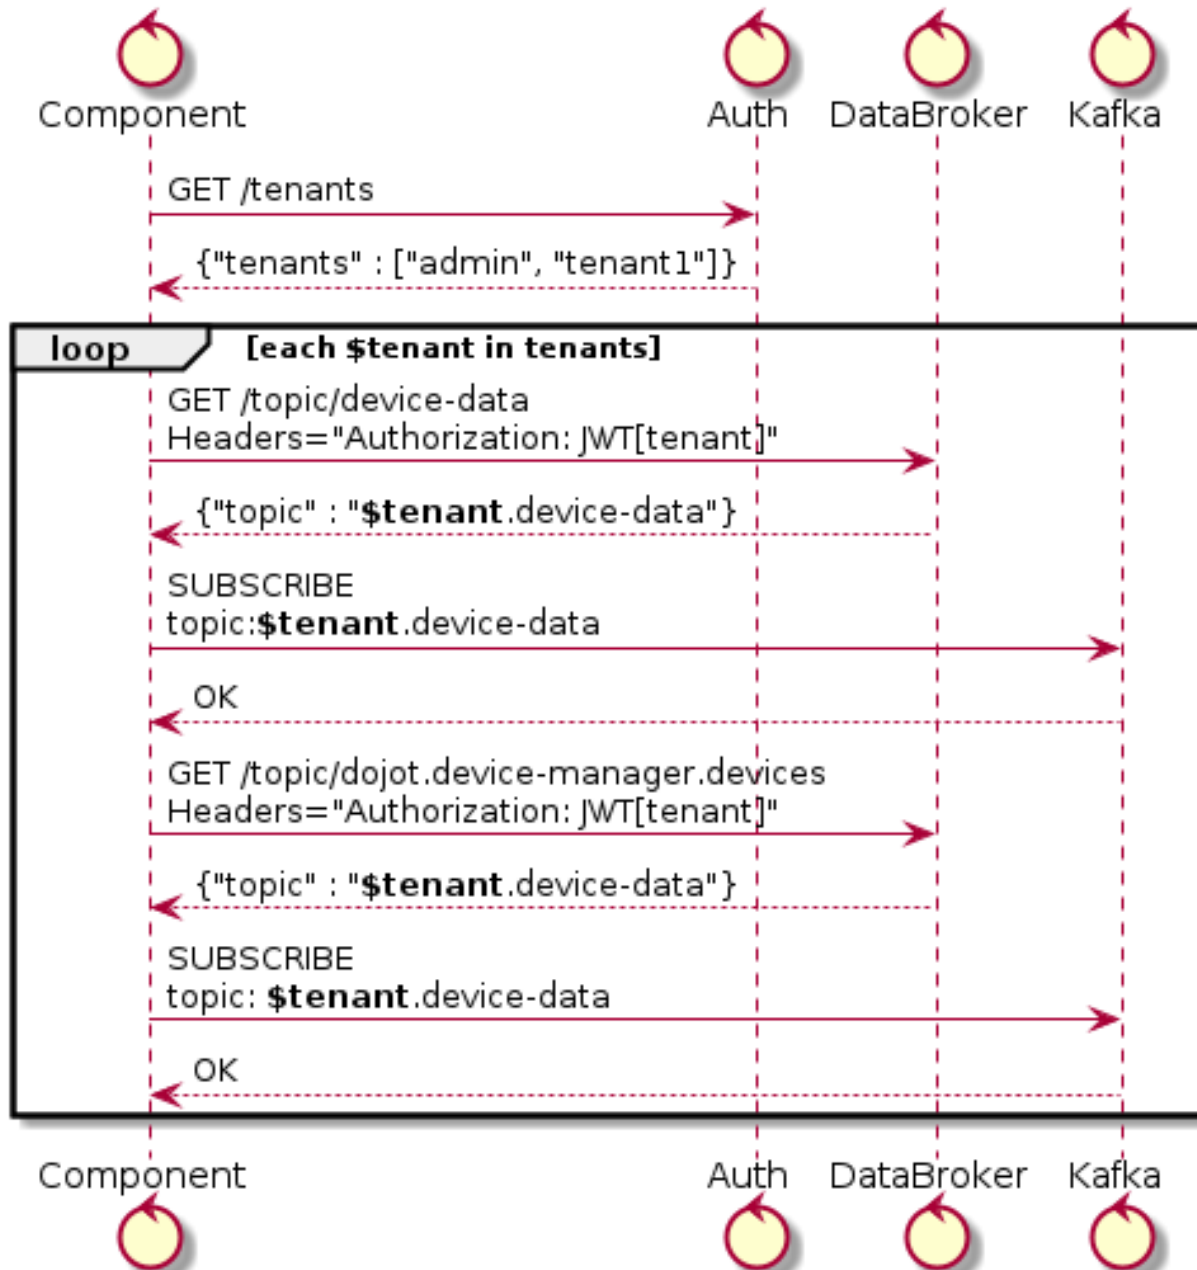 Component Auth DataBroker Kafka
GET /tenants
{"tenants" : ["admin", "tenant1"]}
loop [each $tenant in tenants]
GET /topic/device-data
Headers="Authorization: JWT[tenant]"
{"topic" : "$tenant.device-data"}
SUBSCRIBE
topic:$tenant.device-data
OK
GET /topic/dojot.device-manager.devices
Headers="Authorization: JWT[tenant]"
{"topic" : "$tenant.device-data"}
SUBSCRIBE
topic: $tenant.device-data
OK
Component Auth DataBroker Kafka